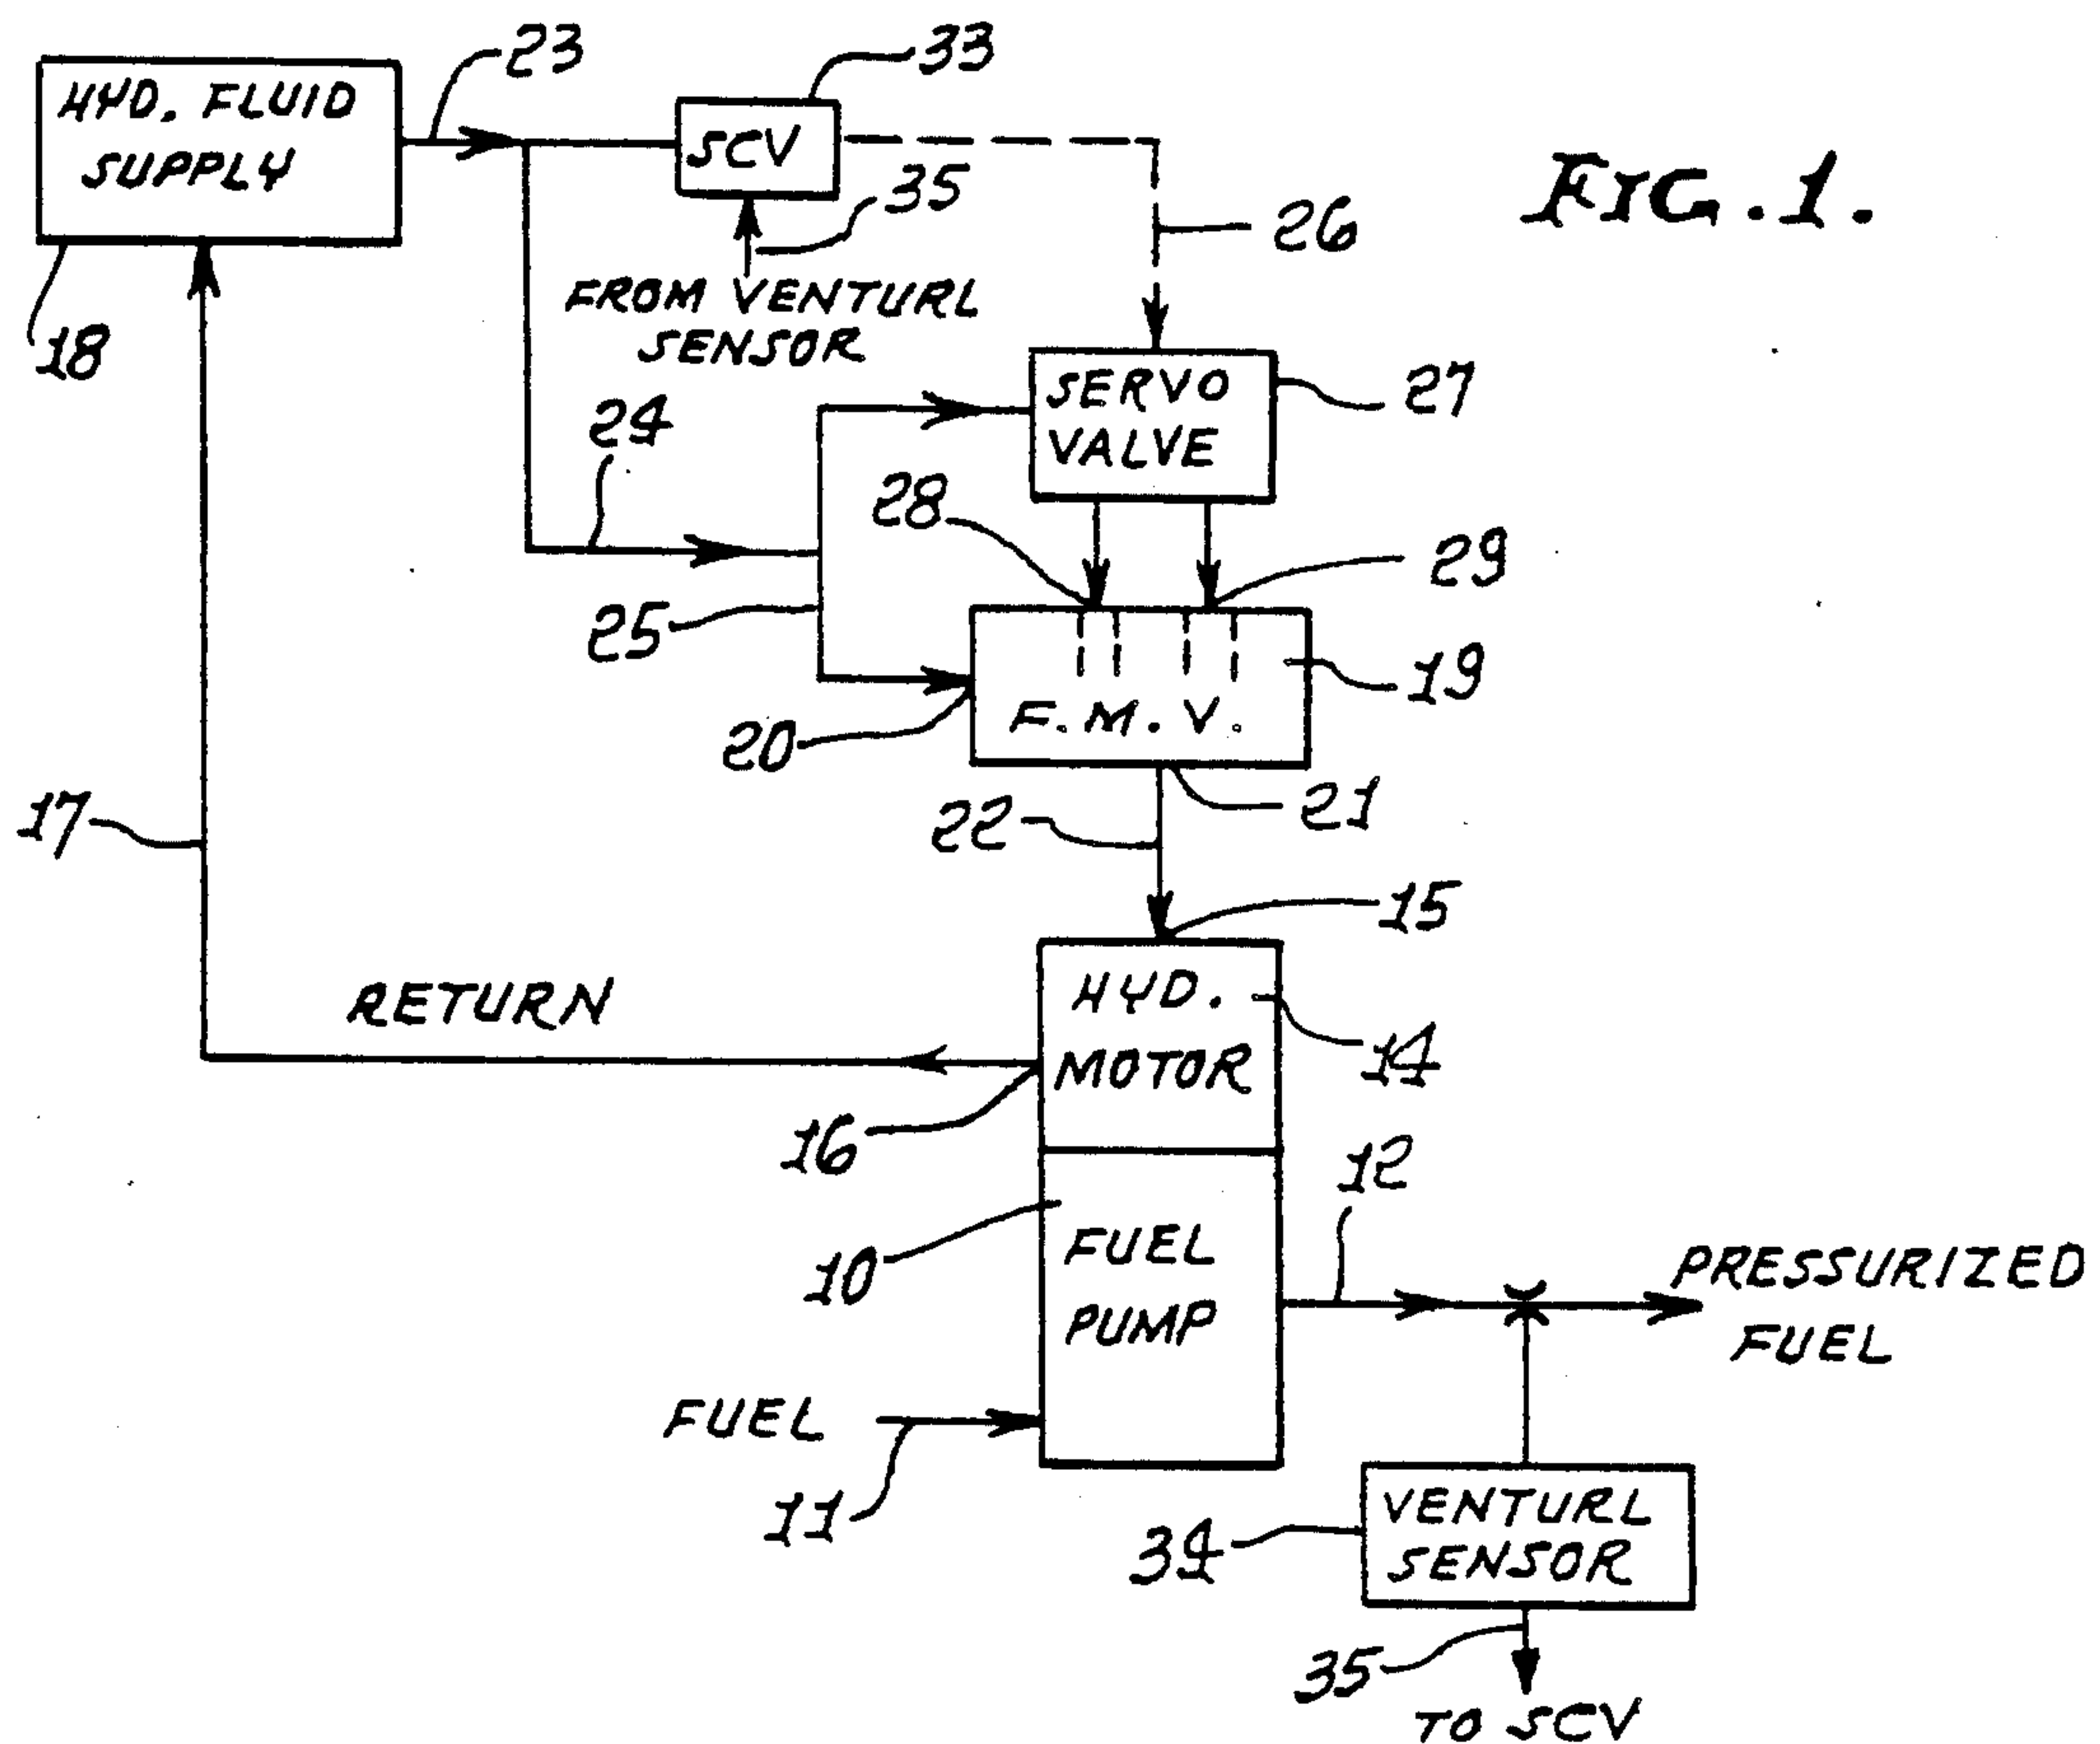 23
33
HYD. FLUID
SUPPLY
SCV
35
FIG. 1.
26
FROM VENTURI
SENSOR
18
SERVO
VALVE
27
24
28
29
25
19
F. M. V.
20
21
22
17
15
HYD.
MOTOR
RETURN
14
16
12
10
FUEL
PUMP
PRESSURIZED
FUEL
FUEL
11
VENTURI
SENSOR
34
35
TO SCV